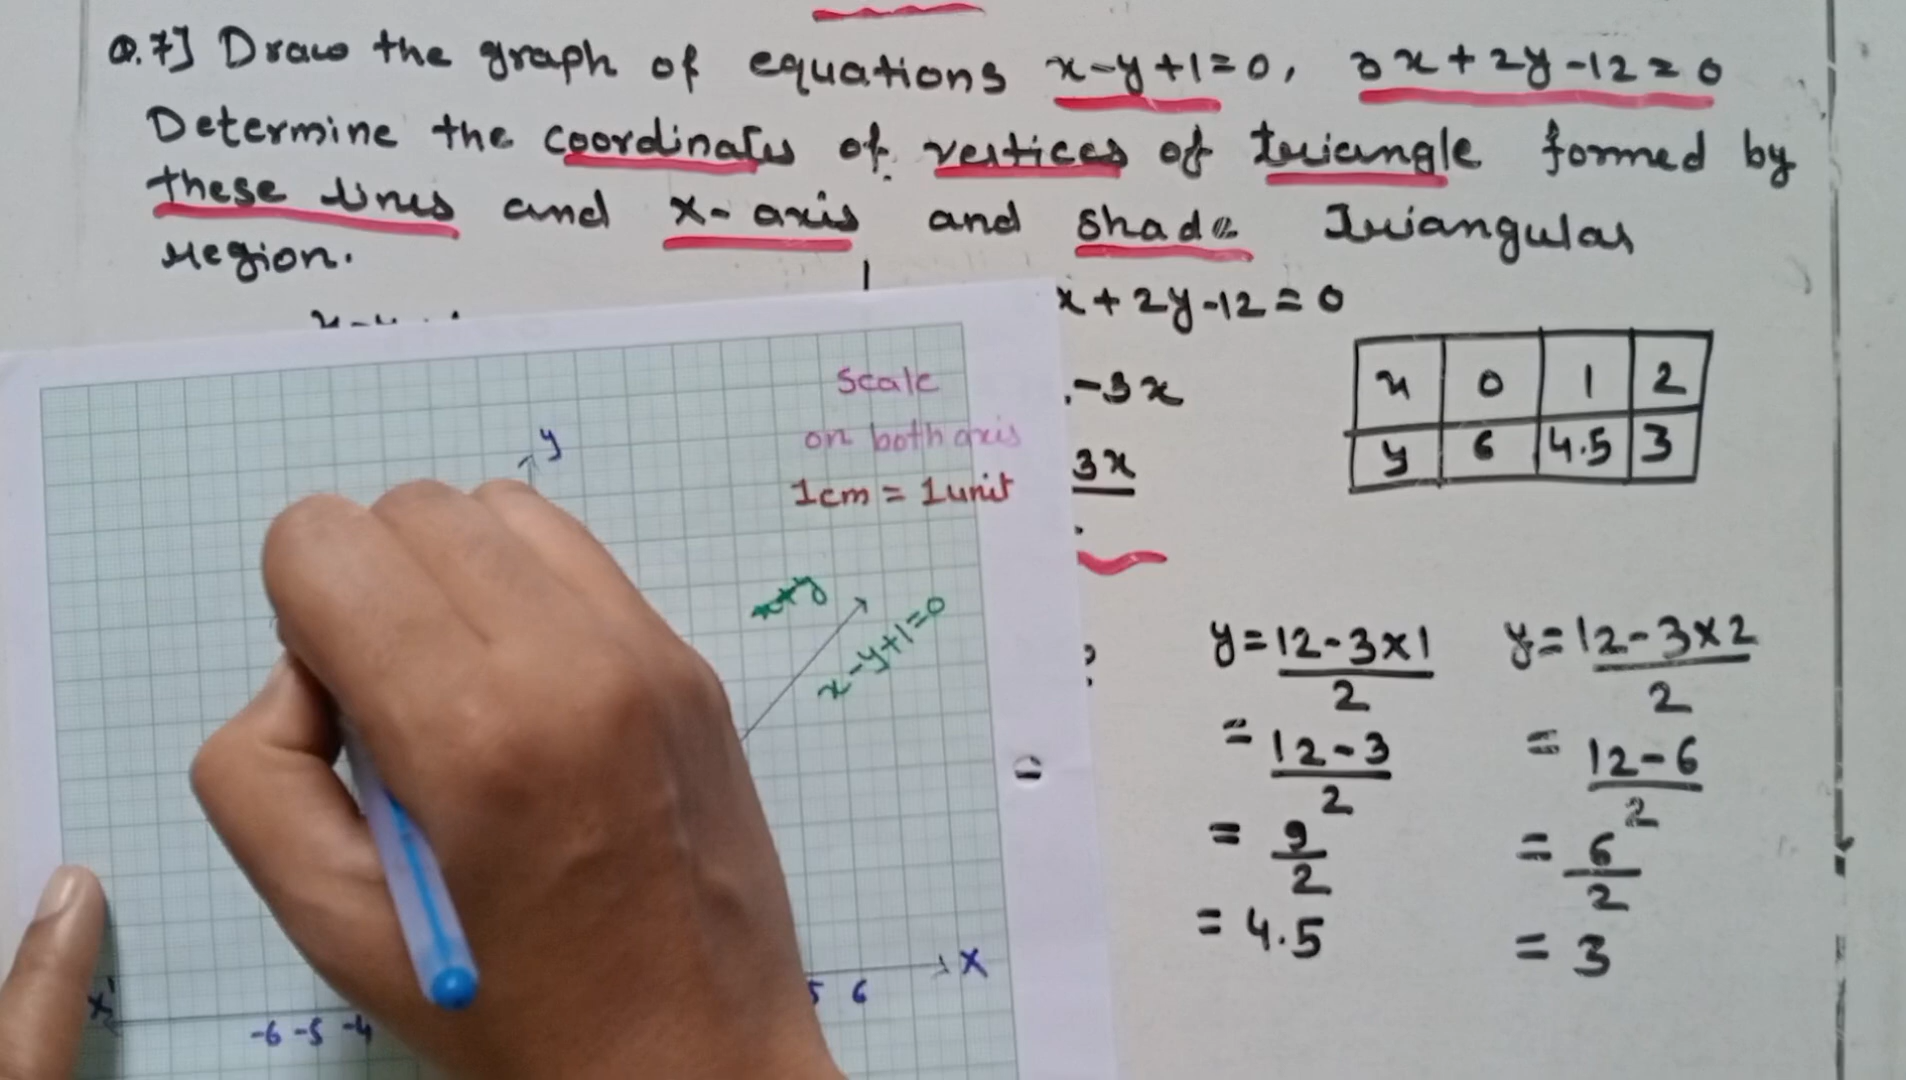 Q.7] Draw the graph of equations x-y+1=0, 3x+2y-12=0
Determine the coordinates of vertices of triangle formed by
these lines and x-axis and shade Triangular
region.
x+2y-12=0
-3x
3x
x 0 1 2
y 6 4.5 3
Scale
on both axis
1cm = 1unit
y
x+y
x-y+1=0
X
5 6
X'
-6 -5 -4
=
y=12-3x1
2
= 12-3
2
= 9
2
= 4.5
y=12-3x2
2
= 12-6
2
= 6
2
= 3